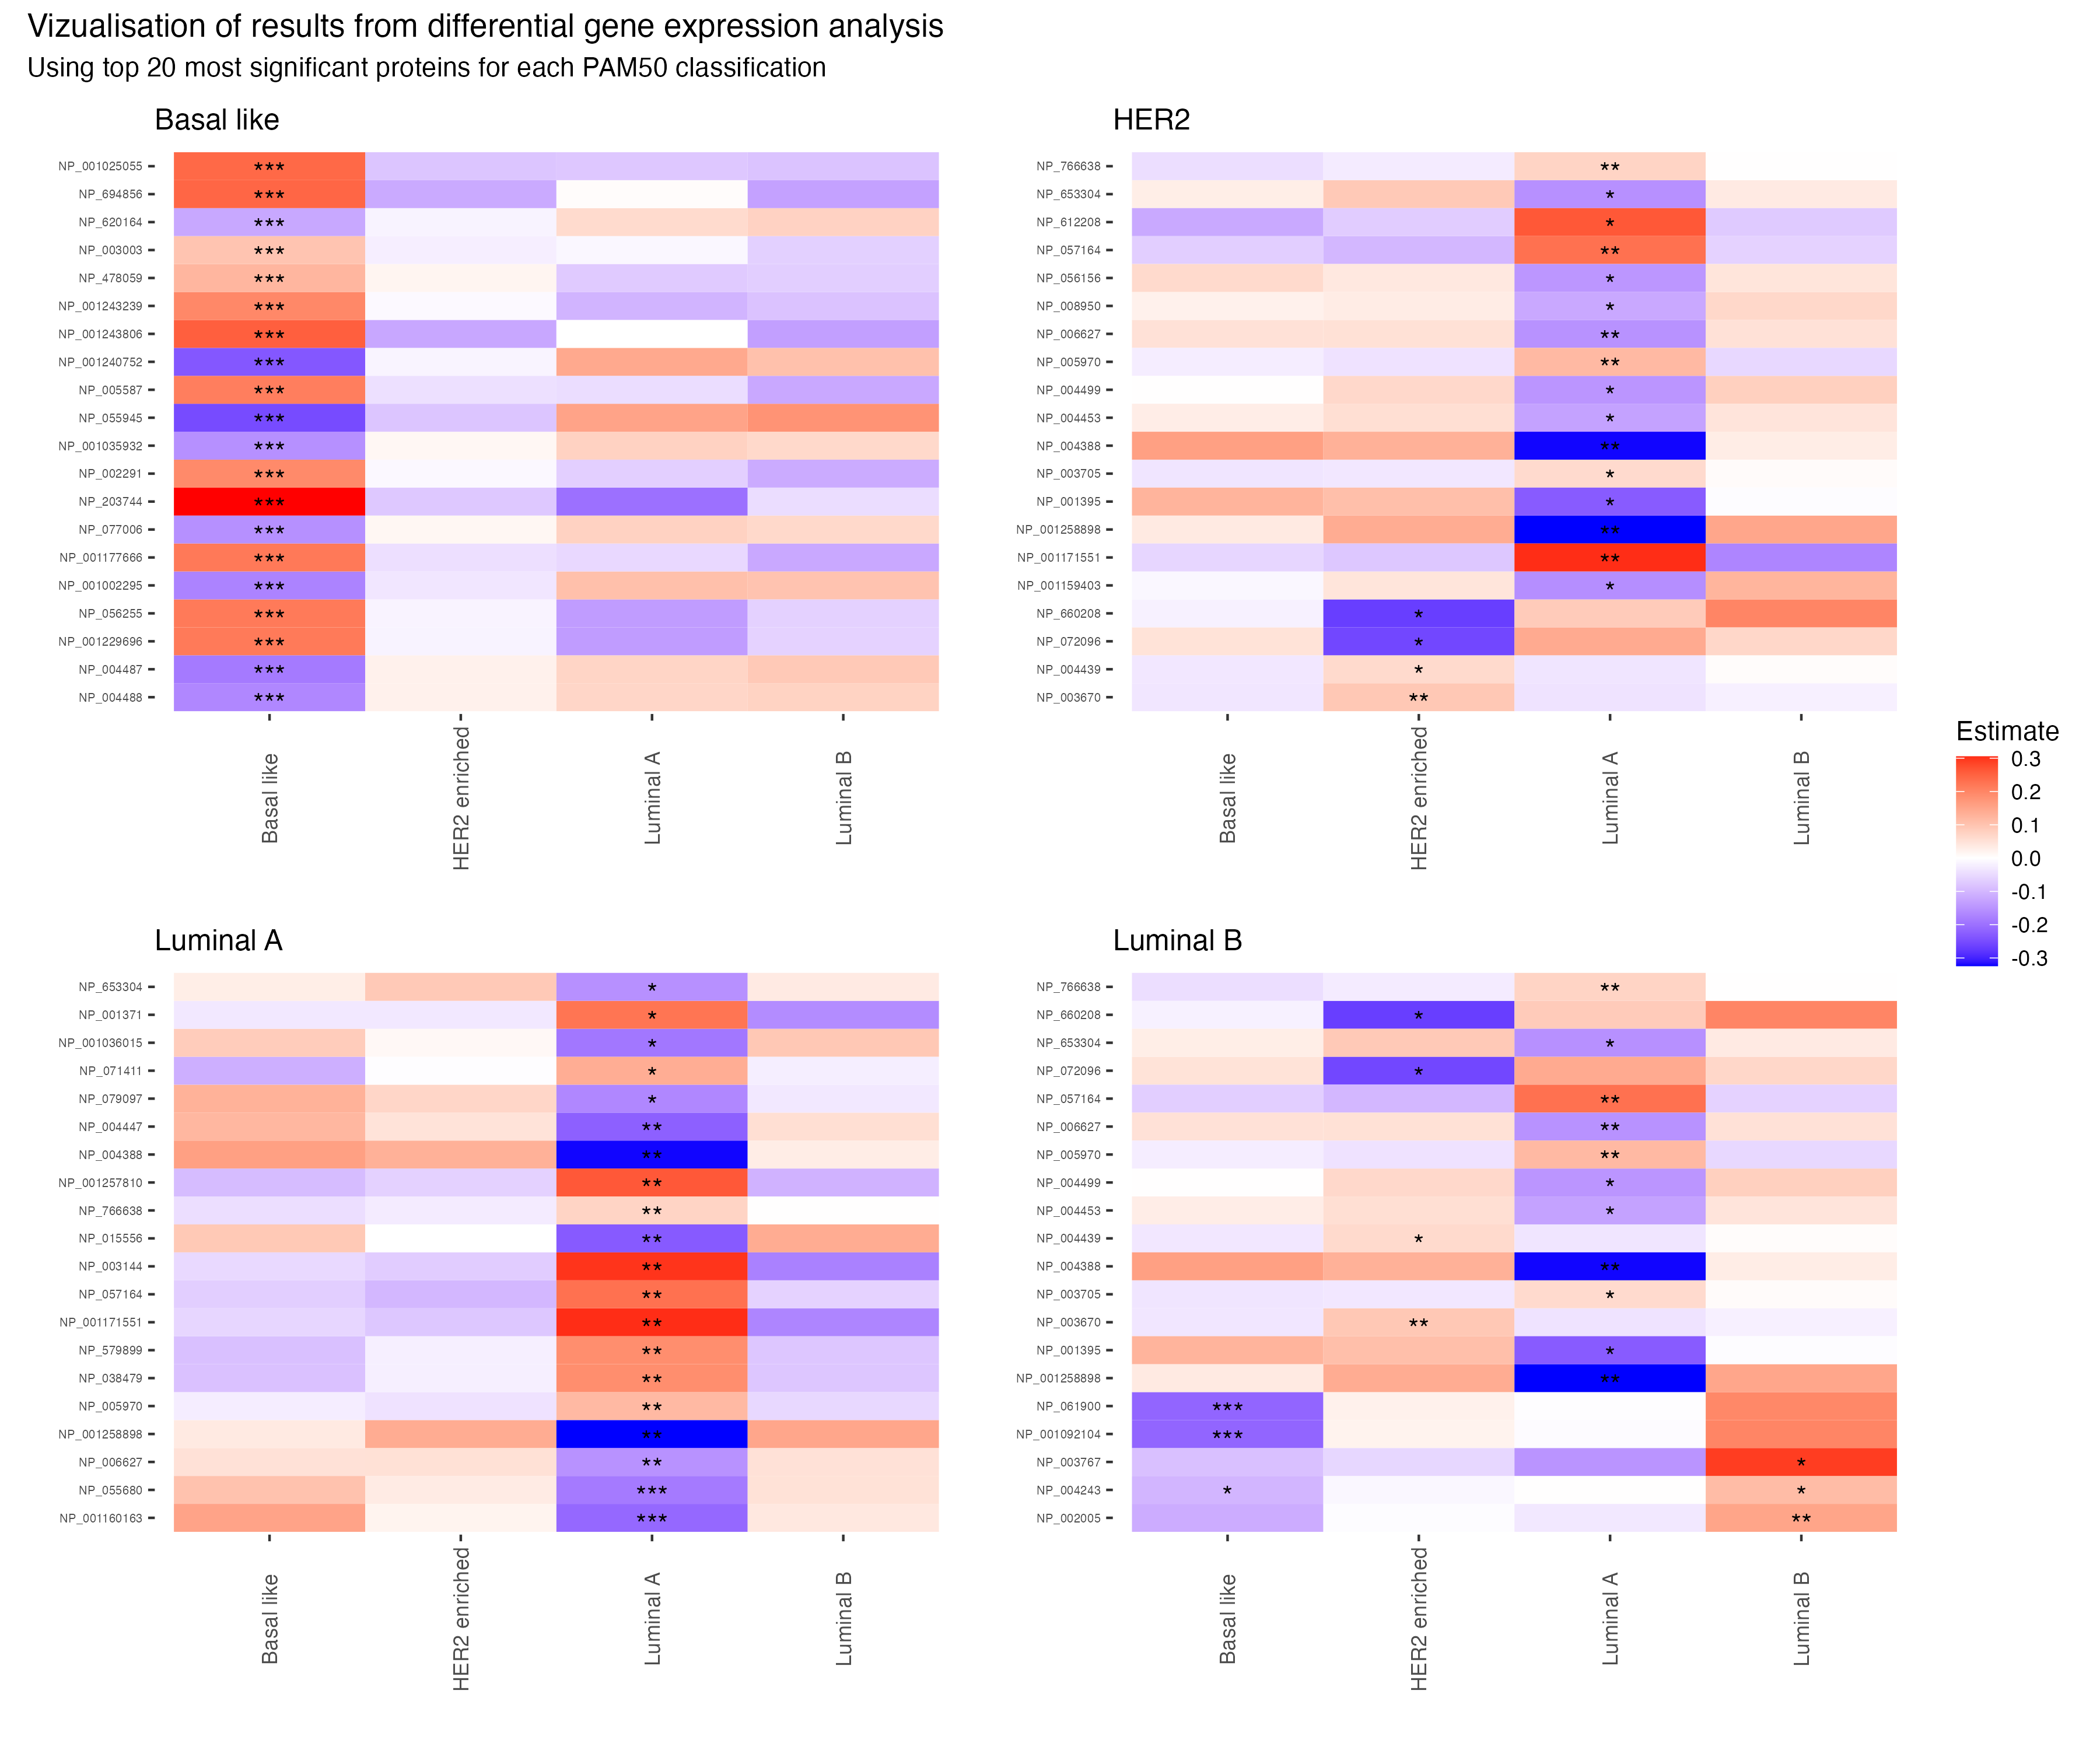 Vizualisation of results from differential gene expression analysis
Using top 20 most significant proteins for each PAM50 classification
Basal like
NP_001025055 ***
NP_694856 ***
NP_620164 ***
NP_003003 ***
NP_478059 ***
NP_001243239 ***
NP_001243806 ***
NP_001240752 ***
NP_005587 ***
NP_055945 ***
NP_001035932 ***
NP_002291 ***
NP_203744 ***
NP_077006 ***
NP_001177666 ***
NP_001002295 ***
NP_056255 ***
NP_001229696 ***
NP_004487 ***
NP_004488 ***
Basal like
HER2 enriched
Luminal A
Luminal B
HER2
NP_766638 **
NP_653304 *
NP_612208 *
NP_057164 **
NP_056156 *
NP_008950 *
NP_006627 **
NP_005970 **
NP_004499 *
NP_004453 *
NP_004388 **
NP_003705 *
NP_001395 *
NP_001258898 **
NP_001171551 **
NP_001159403 *
NP_660208 *
NP_072096 *
NP_004439 *
NP_003670 **
Basal like
HER2 enriched
Luminal A
Luminal B
Estimate
0.3
0.2
0.1
0.0
-0.1
-0.2
-0.3
Luminal A
NP_653304 *
NP_001371 *
NP_001036015 *
NP_071411 *
NP_079097 *
NP_004447 **
NP_004388 **
NP_001257810 **
NP_766638 **
NP_015556 **
NP_003144 **
NP_057164 **
NP_001171551 **
NP_579899 **
NP_038479 **
NP_005970 **
NP_001258898 **
NP_006627 **
NP_055680 ***
NP_001160163 ***
Basal like
HER2 enriched
Luminal A
Luminal B
Luminal B
NP_766638 **
NP_660208 *
NP_653304 *
NP_072096 *
NP_057164 **
NP_006627 **
NP_005970 **
NP_004499 *
NP_004453 *
NP_004439 *
NP_004388 **
NP_003705 *
NP_003670 **
NP_001395 *
NP_001258898 **
NP_061900 ***
NP_001092104 ***
NP_003767 *
NP_004243 * *
NP_002005 **
Basal like
HER2 enriched
Luminal A
Luminal B